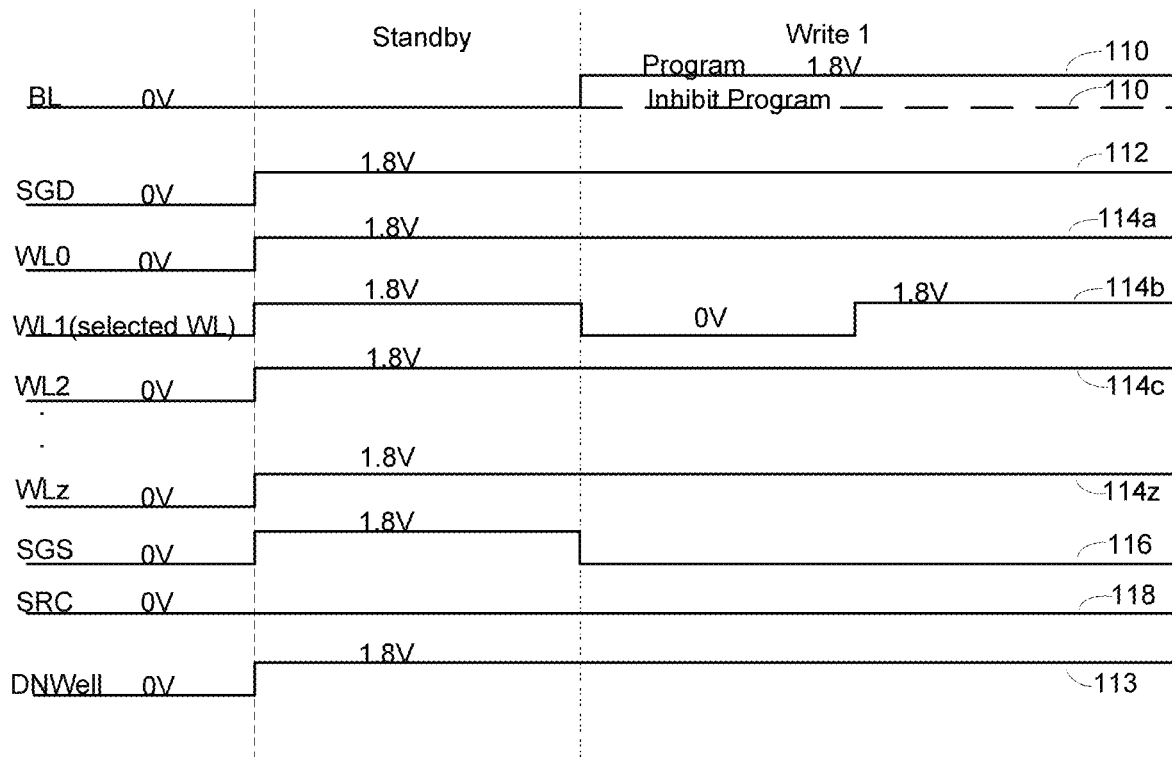 Standby Write 1
Program 1.8V 110
BL 0V Inhibit Program 110
1.8V 112
SGD 0V
1.8V 114a
WL0 0V
1.8V 1.8V 114b
WL1(selected WL) 0V
1.8V
WL2 0V 114c
.
.
1.8V
WLz 0V 114z
1.8V
SGS 0V 116
SRC 0V 118
1.8V
DNWell 0V 113